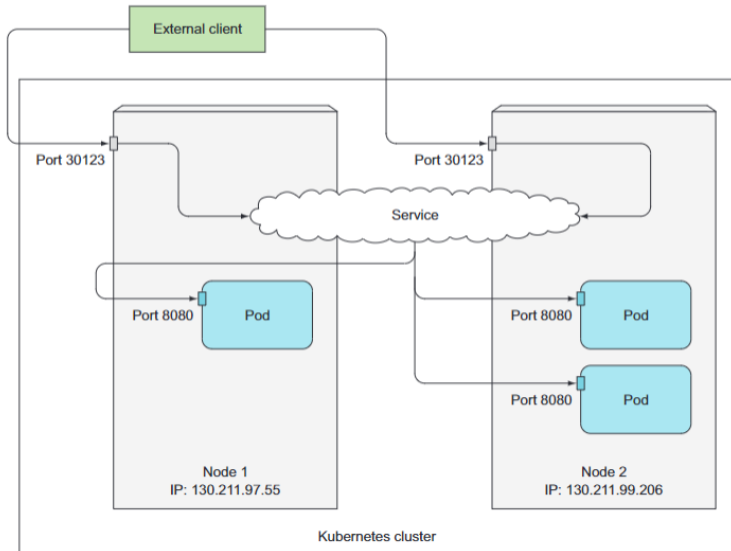 External client
Port 30123
Port 30123
Service
Port 8080
Pod
Port 8080
Pod
Port 8080
Pod
Node 1
IP: 130.211.97.55
Node 2
IP: 130.211.99.206
Kubernetes cluster